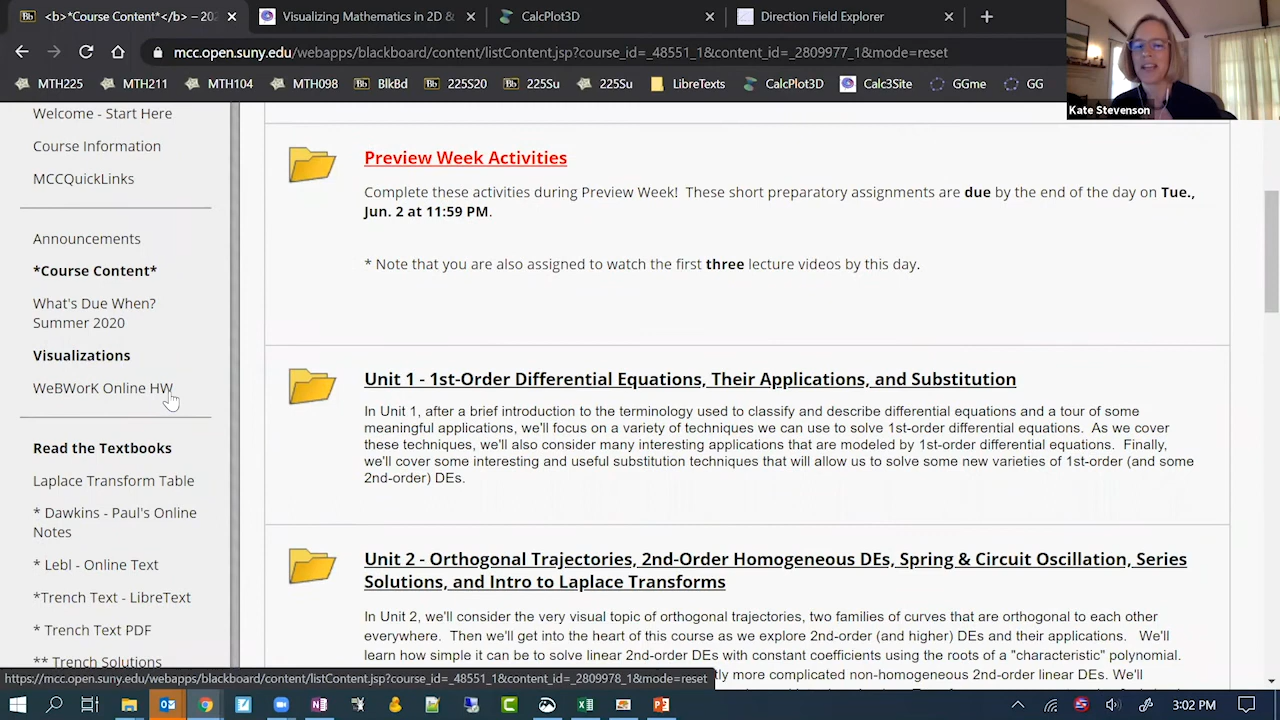 *Course Content*</b> – 202
Visualizing Mathematics in 2D &
CalcPlot3D
Direction Field Explorer
mcc.open.suny.edu/webapps/blackboard/content/listContent.jsp?course_id=_48551_1&content_id=_2809977_1&mode=reset
MTH225
MTH211
MTH104
MTH098
BlkBd
225S20
225Su
225Su
LibreTexts
CalcPlot3D
Calc3Site
GGme
GG
Kate Stevenson
Welcome - Start Here
Course Information
MCCQuickLinks
Announcements
*Course Content*
What's Due When?
Summer 2020
Visualizations
WeBWorK Online HW
Read the Textbooks
Laplace Transform Table
* Dawkins - Paul's Online
Notes
* Lebl - Online Text
*Trench Text - LibreText
* Trench Text PDF
** Trench Solutions
Preview Week Activities
Complete these activities during Preview Week!  These short preparatory assignments are due by the end of the day on Tue.,
Jun. 2 at 11:59 PM.
* Note that you are also assigned to watch the first three lecture videos by this day.
Unit 1 - 1st-Order Differential Equations, Their Applications, and Substitution
In Unit 1, after a brief introduction to the terminology used to classify and describe differential equations and a tour of some
meaningful applications, we'll focus on a variety of techniques we can use to solve 1st-order differential equations.  As we cover
these techniques, we'll also consider many interesting applications that are modeled by 1st-order differential equations.  Finally,
we'll cover some interesting and useful substitution techniques that will allow us to solve some new varieties of 1st-order (and some
2nd-order) DEs.
Unit 2 - Orthogonal Trajectories, 2nd-Order Homogeneous DEs, Spring & Circuit Oscillation, Series
Solutions, and Intro to Laplace Transforms
In Unit 2, we'll consider the very visual topic of orthogonal trajectories, two families of curves that are orthogonal to each other
everywhere.  Then we'll get into the heart of this course as we explore 2nd-order (and higher) DEs and their applications.  We'll
learn how simple it can be to solve linear 2nd-order DEs with constant coefficients using the roots of a "characteristic" polynomial.
more complicated non-homogeneous 2nd-order linear DEs. We'll
https://mcc.open.suny.edu/webapps/blackboard/content/listContent.jsp?course_id=_48551_1&content_id=_2809978_1&mode=reset
3:02 PM